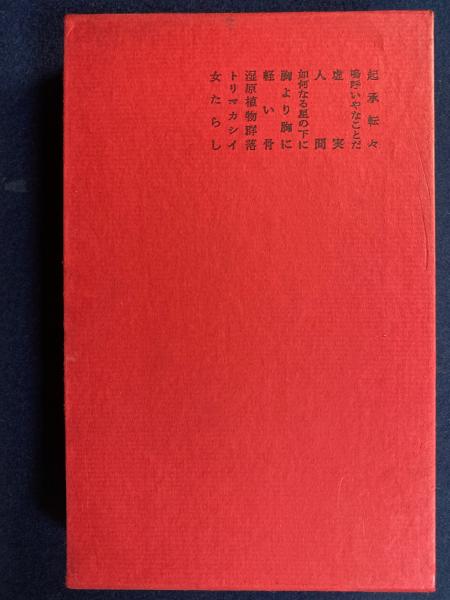 起承転々
嗚呼いやなことだ
虚実
人間
如何なる星の下に
胸より胸に
軽い骨
湿原植物群落
トリマカシイ
女たらし